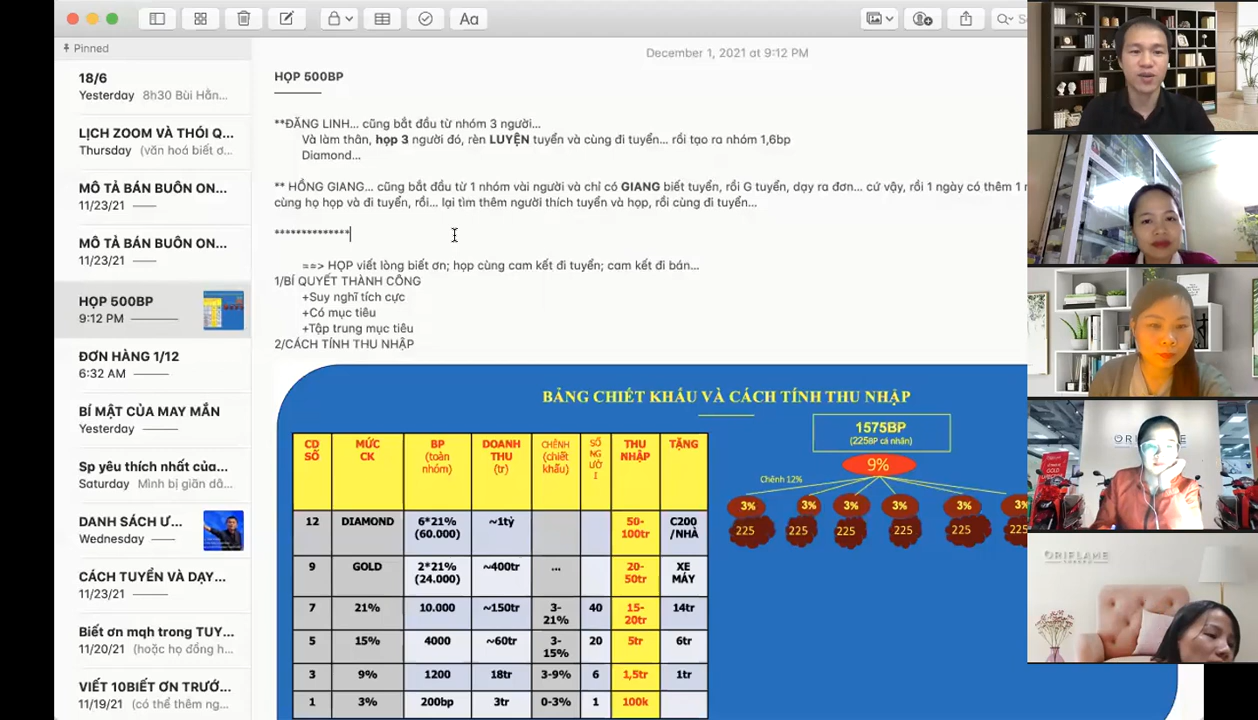 Aa
S
Pinned
18/6
Yesterday 8h30 Bùi Hằn...
LỊCH ZOOM VÀ THÓI Q...
Thursday (văn hoá biết ơ...
MÔ TẢ BÁN BUÔN ON...
11/23/21
MÔ TẢ BÁN BUÔN ON...
11/23/21
HỌP 500BP
9:12 PM
ĐƠN HÀNG 1/12
6:32 AM
BÍ MẬT CỦA MAY MẮN
Yesterday
Sp yêu thích nhất của...
Saturday Mình bị giãn dâ...
DANH SÁCH Ư...
Wednesday
CÁCH TUYỂN VÀ DẠY...
11/23/21
Biết ơn mqh trong TUY...
11/20/21 (hoặc họ đồng h...
VIẾT 10BIẾT ƠN TRƯỚ...
11/19/21 (có thể thêm ng...
December 1, 2021 at 9:12 PM
HỌP 500BP
**ĐĂNG LINH... cũng bắt đầu từ nhóm 3 người...
Và làm thân, họp 3 người đó, rèn LUYỆN tuyển và cùng đi tuyển... rồi tạo ra nhóm 1,6bp
Diamond...
** HỒNG GIANG... cũng bắt đầu từ 1 nhóm vài người và chỉ có GIANG biết tuyển, rồi G tuyển, dạy ra đơn... cứ vậy, rồi 1 ngày có thêm 1
cùng họ họp và đi tuyển, rồi... lại tìm thêm người thích tuyển và họp, rồi cùng đi tuyển...
**************
==> HỌP viết lòng biết ơn; họp cùng cam kết đi tuyển; cam kết đi bán...
1/BÍ QUYẾT THÀNH CÔNG
+Suy nghĩ tích cực
+Có mục tiêu
+Tập trung mục tiêu
2/CÁCH TÍNH THU NHẬP
BẢNG CHIẾT KHẤU VÀ CÁCH TÍNH THU NHẬP
CD SỐ MỨC CK BP (toàn nhóm) DOANH THU (tr) CHÊNH (chiết khấu) SỐ NGƯỜI THU NHẬP TẶNG
12 DIAMOND 6*21% (60.000) ~1tỷ 50-100tr C200 /NHÀ
9 GOLD 2*21% (24.000) ~400tr ... 20-50tr XE MÁY
7 21% 10.000 ~150tr 3-21% 40 15-20tr 14tr
5 15% 4000 ~60tr 3-15% 20 5tr 6tr
3 9% 1200 18tr 3-9% 6 1,5tr 1tr
1 3% 200bp 3tr 0-3% 1 100k
1575BP
(225BP cá nhân)
9%
Chênh 12%
3% 3% 3% 3% 3% 3%
225 225 225 225 225 225
ORIFLAME
ORIFLAME